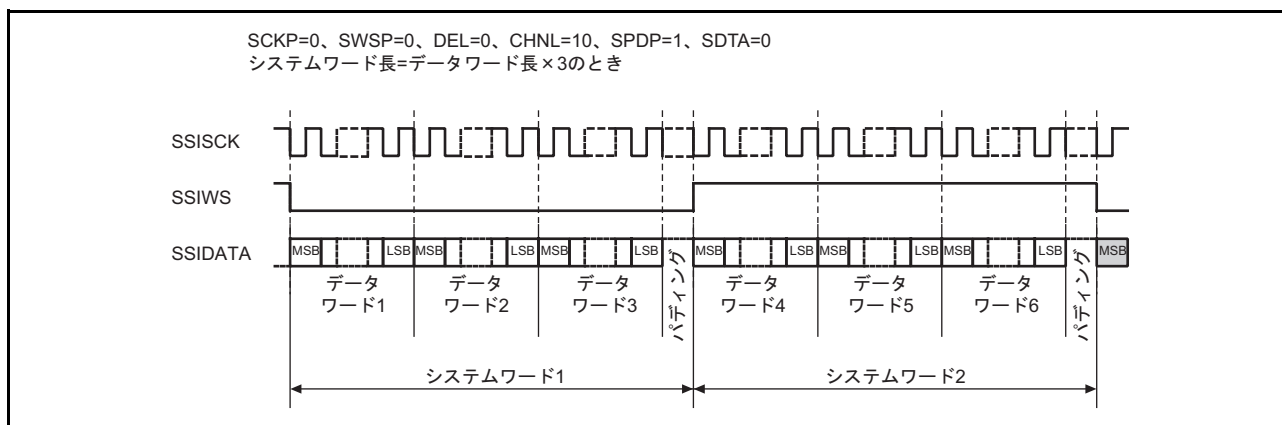 SCKP=0、SWSP=0、DEL=0、CHNL=10、SPDP=1、SDTA=0
システムワード長=データワード長×3のとき
SSISCK
SSIWS
SSIDATA
MSB LSB MSB LSB MSB LSB MSB LSB MSB LSB MSB LSB MSB
データ
ワード1
データ
ワード2
データ
ワード3
パディング
データ
ワード4
データ
ワード5
データ
ワード6
パディング
システムワード1
システムワード2